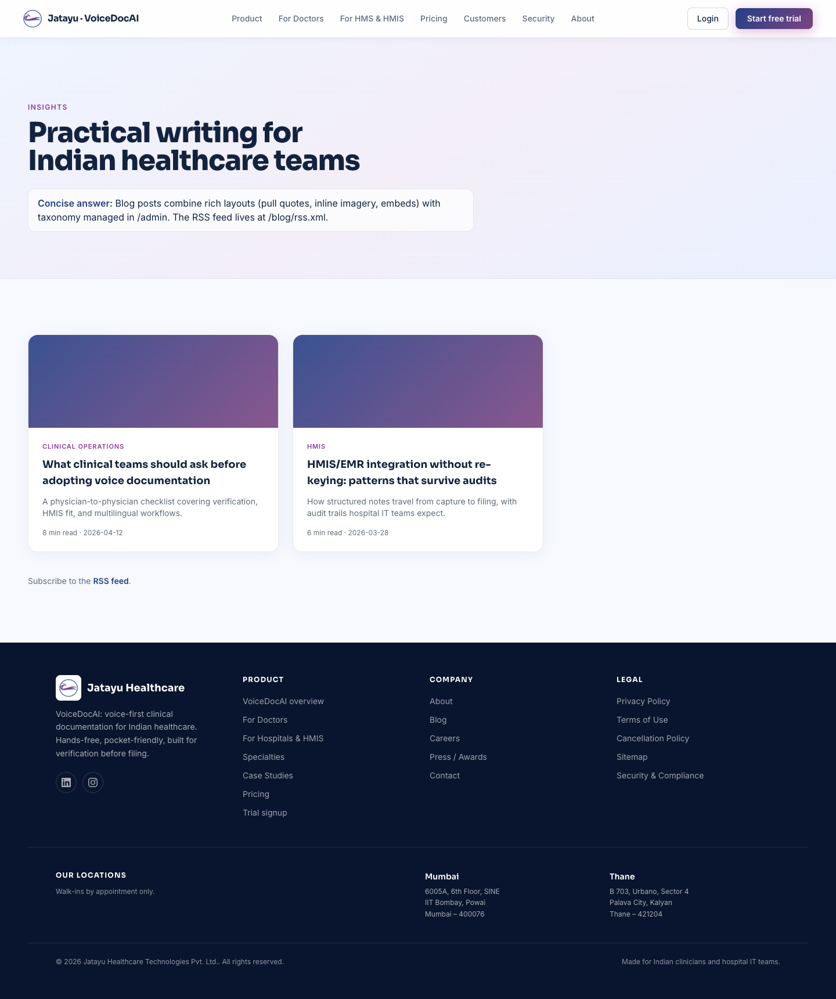 Jatayu · VoiceDocAI
Product
For Doctors
For HMS & HMIS
Pricing
Customers
Security
About
Login
Start free trial
INSIGHTS
Practical writing for
Indian healthcare teams
Concise answer: Blog posts combine rich layouts (pull quotes, inline imagery, embeds) with
taxonomy managed in /admin. The RSS feed lives at /blog/rss.xml.
CLINICAL OPERATIONS
What clinical teams should ask before
adopting voice documentation
A physician-to-physician checklist covering verification,
HMIS fit, and multilingual workflows.
8 min read · 2026-04-12
HMIS
HMIS/EMR integration without re-
keying: patterns that survive audits
How structured notes travel from capture to filing, with
audit trails hospital IT teams expect.
6 min read · 2026-03-28
Subscribe to the RSS feed.
Jatayu Healthcare
VoiceDocAI: voice-first clinical
documentation for Indian healthcare.
Hands-free, pocket-friendly, built for
verification before filing.
PRODUCT
VoiceDocAI overview
For Doctors
For Hospitals & HMIS
Specialties
Case Studies
Pricing
Trial signup
COMPANY
About
Blog
Careers
Press / Awards
Contact
LEGAL
Privacy Policy
Terms of Use
Cancellation Policy
Sitemap
Security & Compliance
OUR LOCATIONS
Walk-ins by appointment only.
Mumbai
6005A, 6th Floor, SINE
IIT Bombay, Powai
Mumbai – 400076
Thane
B 703, Urbano, Sector 4
Palava City, Kalyan
Thane – 421204
© 2026 Jatayu Healthcare Technologies Pvt. Ltd.. All rights reserved.
Made for Indian clinicians and hospital IT teams.